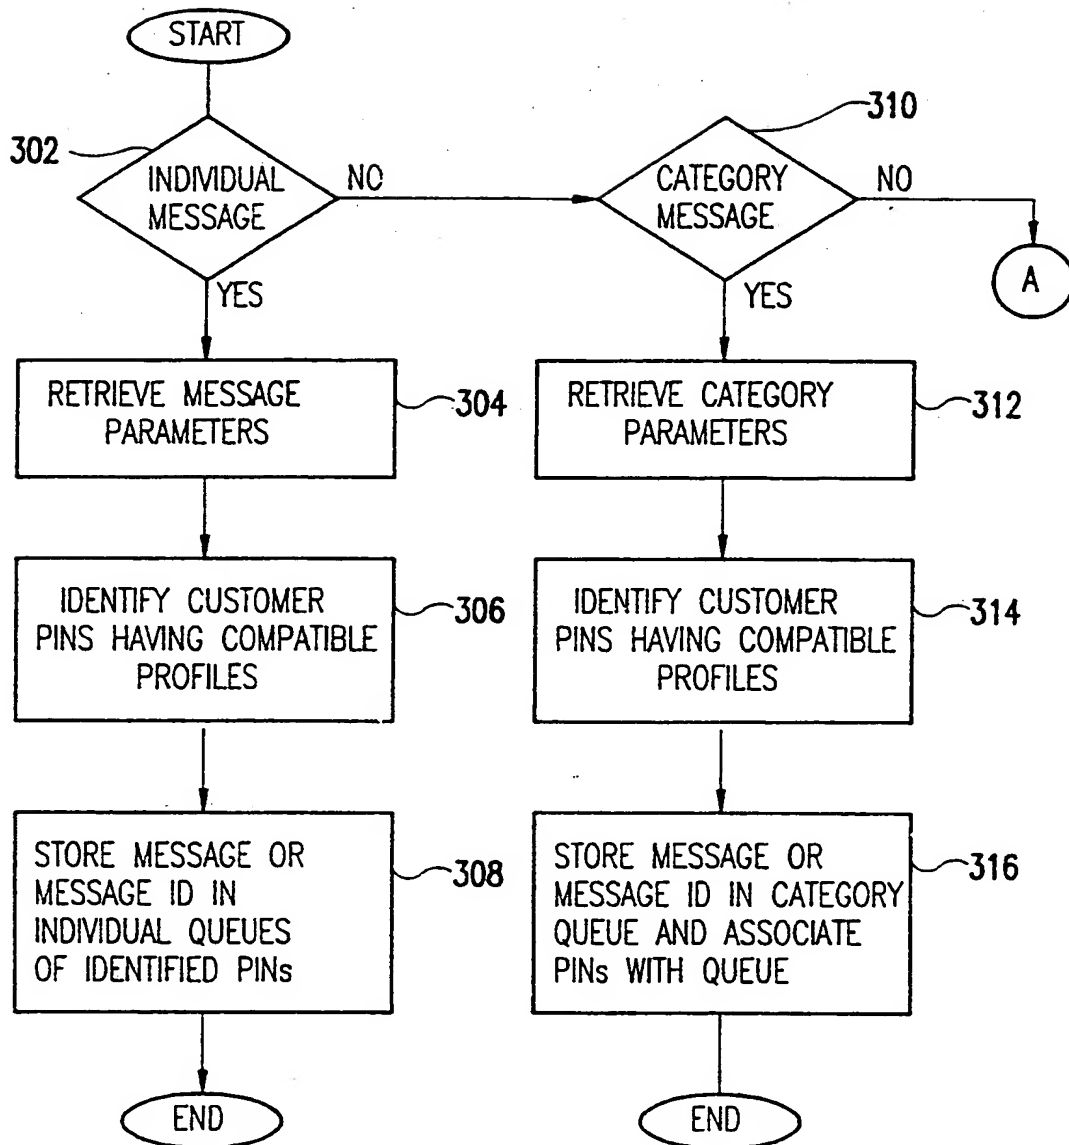 START
302
INDIVIDUAL
MESSAGE
NO
YES
310
CATEGORY
MESSAGE
NO
YES
A
RETRIEVE MESSAGE
PARAMETERS
304
RETRIEVE CATEGORY
PARAMETERS
312
IDENTIFY CUSTOMER
PINS HAVING COMPATIBLE
PROFILES
306
IDENTIFY CUSTOMER
PINS HAVING COMPATIBLE
PROFILES
314
STORE MESSAGE OR
MESSAGE ID IN
INDIVIDUAL QUEUES
OF IDENTIFIED PINs
308
STORE MESSAGE OR
MESSAGE ID IN CATEGORY
QUEUE AND ASSOCIATE
PINs WITH QUEUE
316
END
END